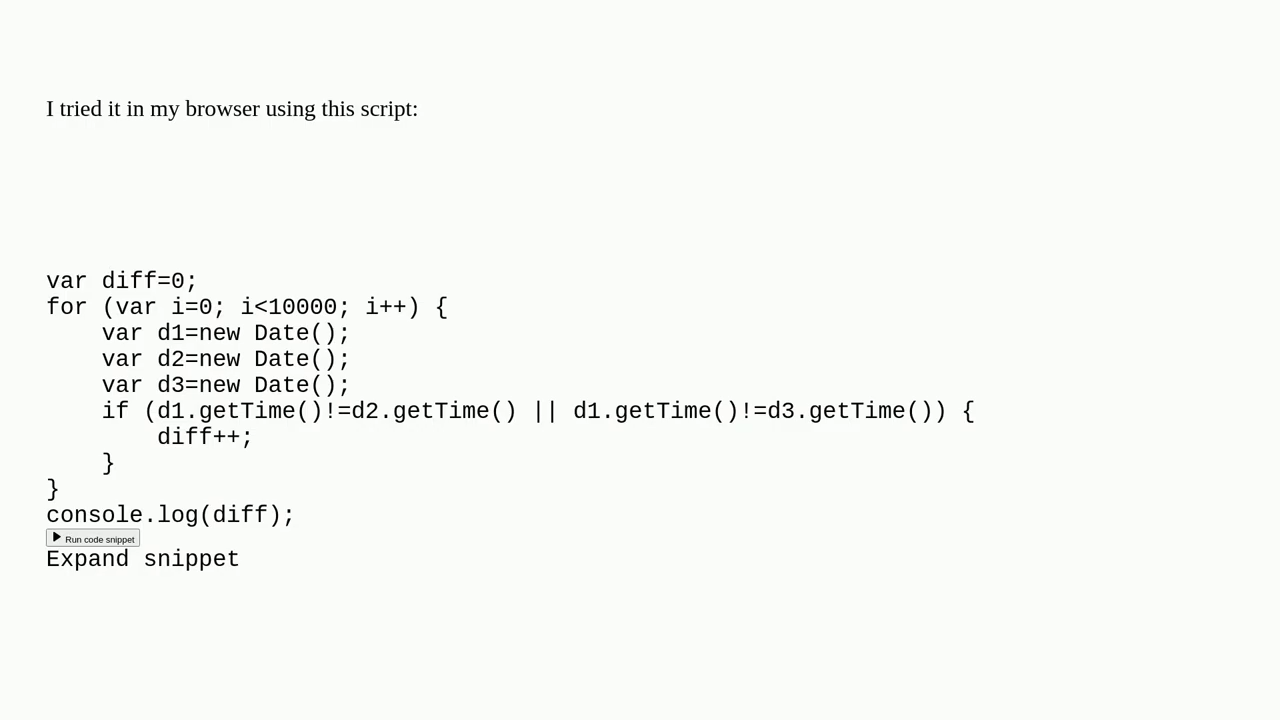 I tried it in my browser using this script:
var diff=0;
for (var i=0; i<10000; i++) {
    var d1=new Date();
    var d2=new Date();
    var d3=new Date();
    if (d1.getTime()!=d2.getTime() || d1.getTime()!=d3.getTime()) {
        diff++;
    }
}
console.log(diff);
Run code snippet
Expand snippet